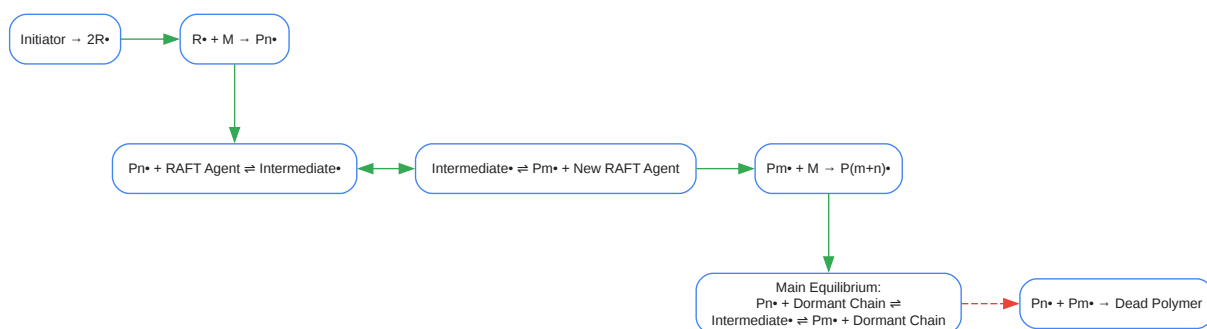 Initiator → 2R•
R• + M → Pn•
Pn• + RAFT Agent ⇌ Intermediate•
Intermediate• ⇌ Pm• + New RAFT Agent
Pm• + M → P(m+n)•
Main Equilibrium:
Pn• + Dormant Chain ⇌
Intermediate• ⇌ Pm• + Dormant Chain
Pn• + Pm• → Dead Polymer